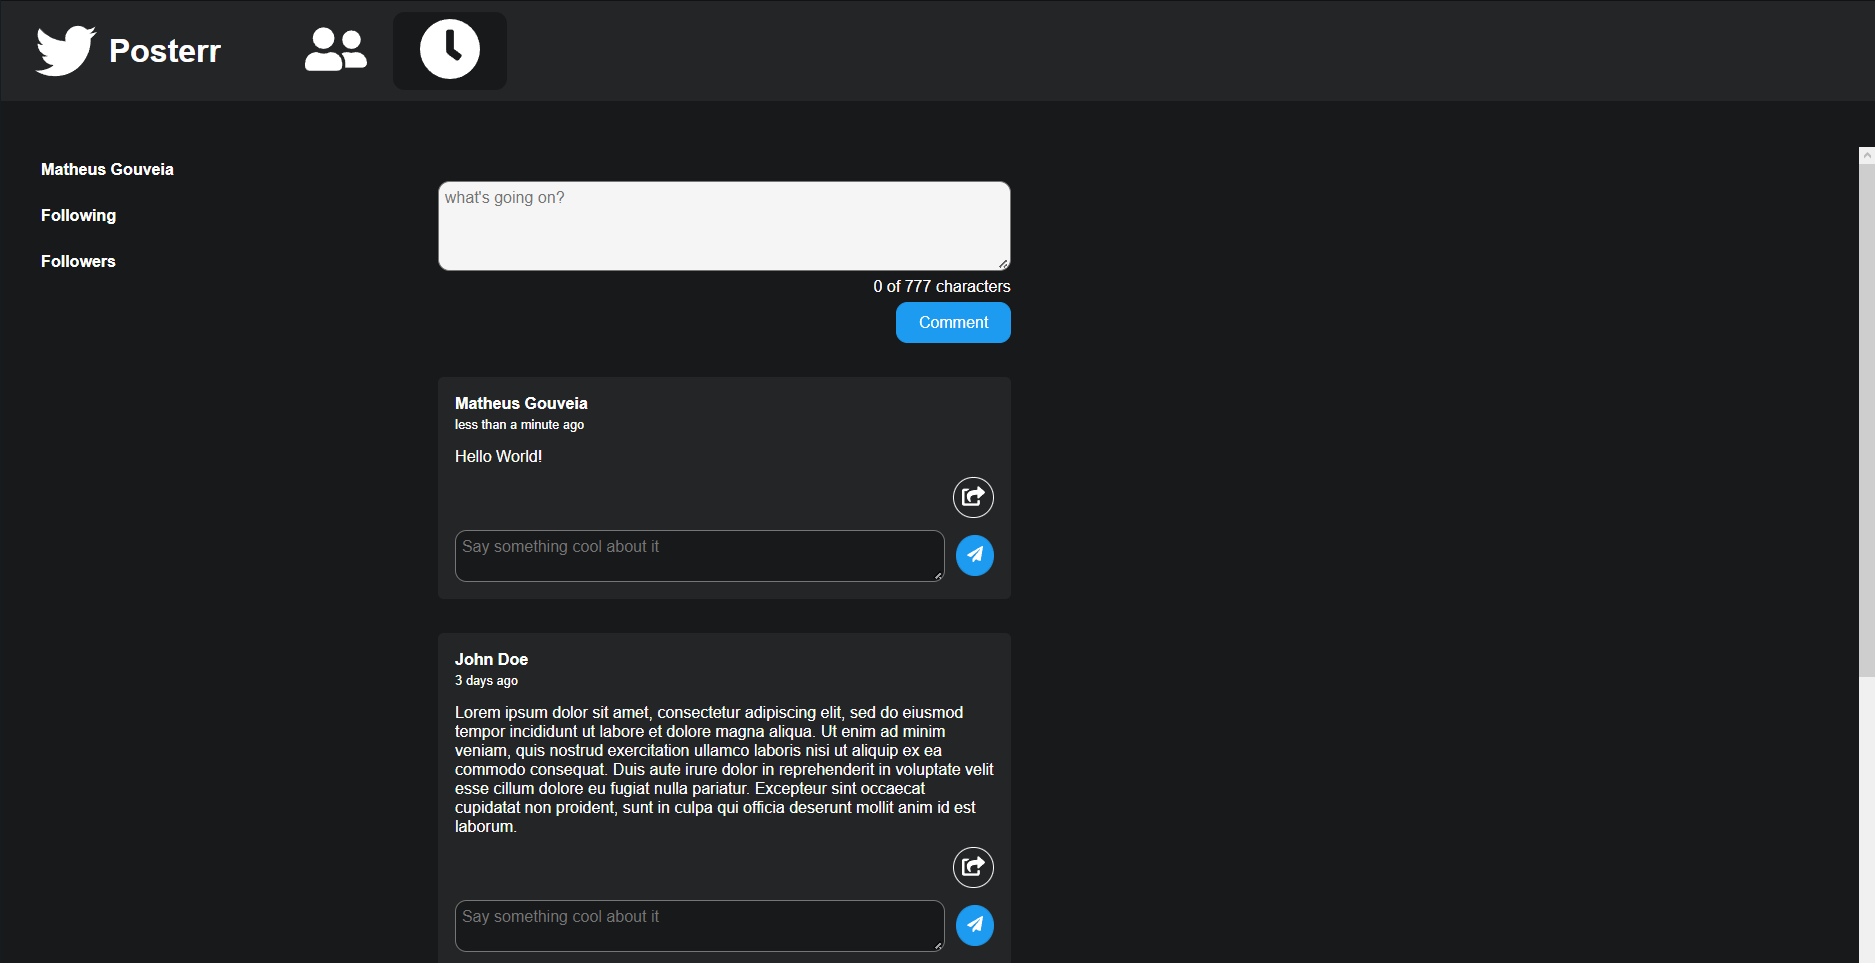 Posterr
Matheus Gouveia
Following
Followers
what's going on?
0 of 777 characters
Comment
Matheus Gouveia
less than a minute ago
Hello World!
Say something cool about it
John Doe
3 days ago
Lorem ipsum dolor sit amet, consectetur adipiscing elit, sed do eiusmod
tempor incididunt ut labore et dolore magna aliqua. Ut enim ad minim
veniam, quis nostrud exercitation ullamco laboris nisi ut aliquip ex ea
commodo consequat. Duis aute irure dolor in reprehenderit in voluptate velit
esse cillum dolore eu fugiat nulla pariatur. Excepteur sint occaecat
cupidatat non proident, sunt in culpa qui officia deserunt mollit anim id est
laborum.
Say something cool about it